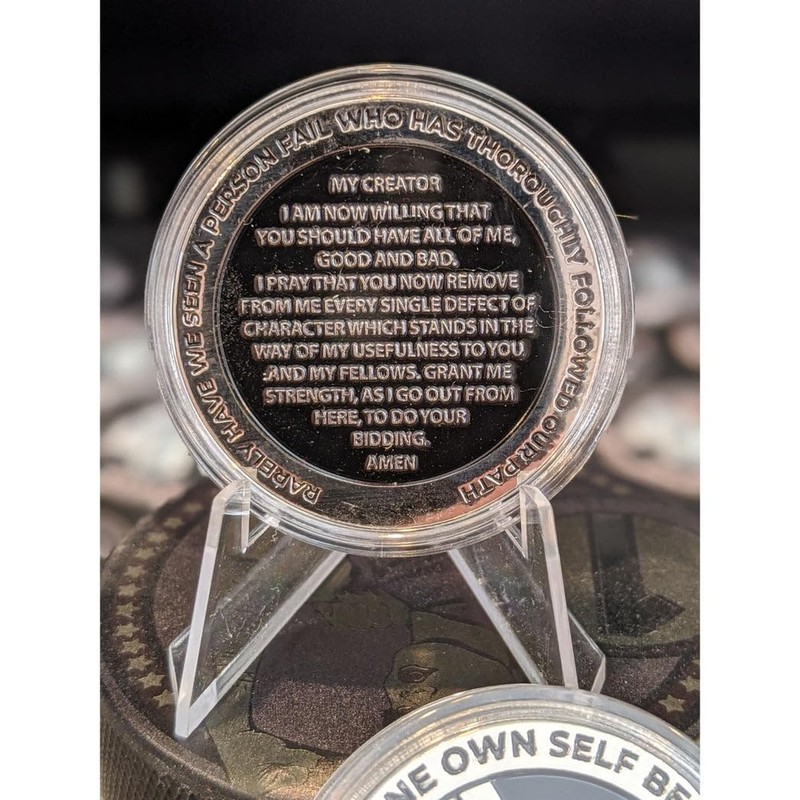 RARELY HAVE WE SEEN A PERSON FAIL WHO HAS THOROUGHLY FOLLOWED OUR PATH
MY CREATOR
I AM NOW WILLING THAT
YOU SHOULD HAVE ALL OF ME,
GOOD AND BAD.
I PRAY THAT YOU NOW REMOVE
FROM ME EVERY SINGLE DEFECT OF
CHARACTER WHICH STANDS IN THE
WAY OF MY USEFULNESS TO YOU
AND MY FELLOWS. GRANT ME
STRENGTH, AS I GO OUT FROM
HERE, TO DO YOUR
BIDDING.
AMEN
NE OWN SELF BE